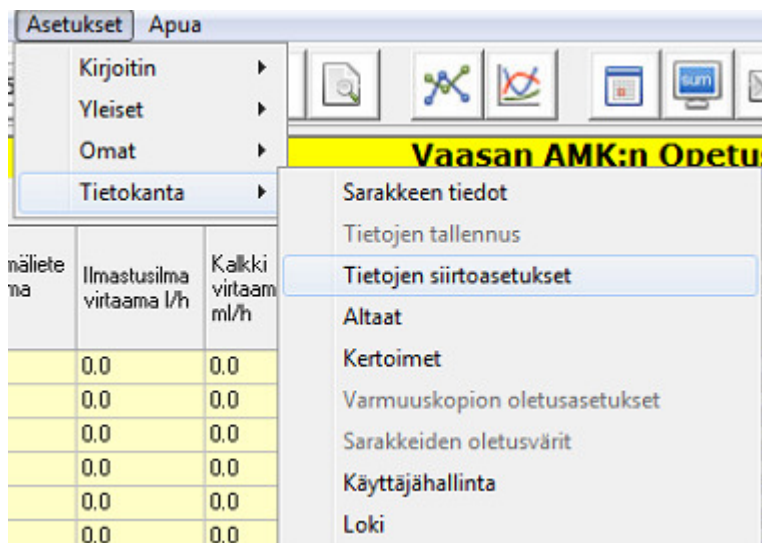 Asetukset Apua
Kirjoitin
Yleiset
Omat
Tietokanta
sum
Vaasan AMK:n Opetus
Sarakkeen tiedot
Tietojen tallennus
Tietojen siirtoasetukset
Altaat
Kertoimet
Varmuuskopion oletusasetukset
Sarakkeiden oletusvärit
Käyttäjähallinta
Loki
Ilmastusilma
virtaama l/h
Kalkki
virtaam
ml/h
0.0 0.0
0.0 0.0
0.0 0.0
0.0 0.0
0.0 0.0
0.0 0.0